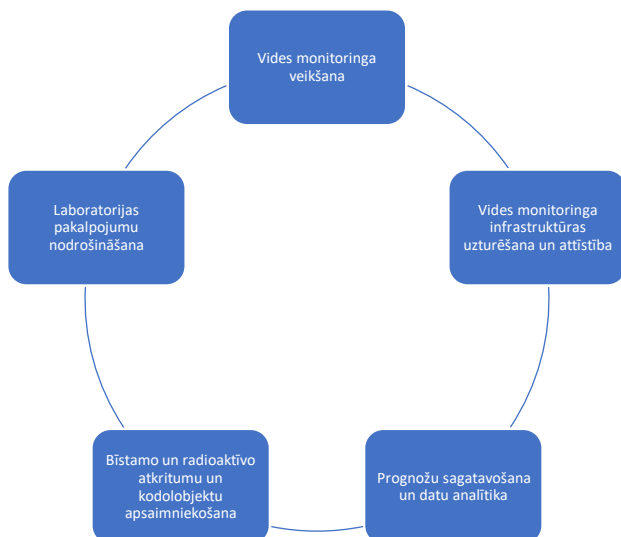 Vides monitoringa
veikšana
Vides monitoringa
infrastruktūras
uzturēšana un attīstība
Prognožu sagatavošana
un datu analītika
Bīstamo un radioaktīvo
atkritumu un
kodolobjektu
apsaimniekošana
Laboratorijas
pakalpojumu
nodrošināšana